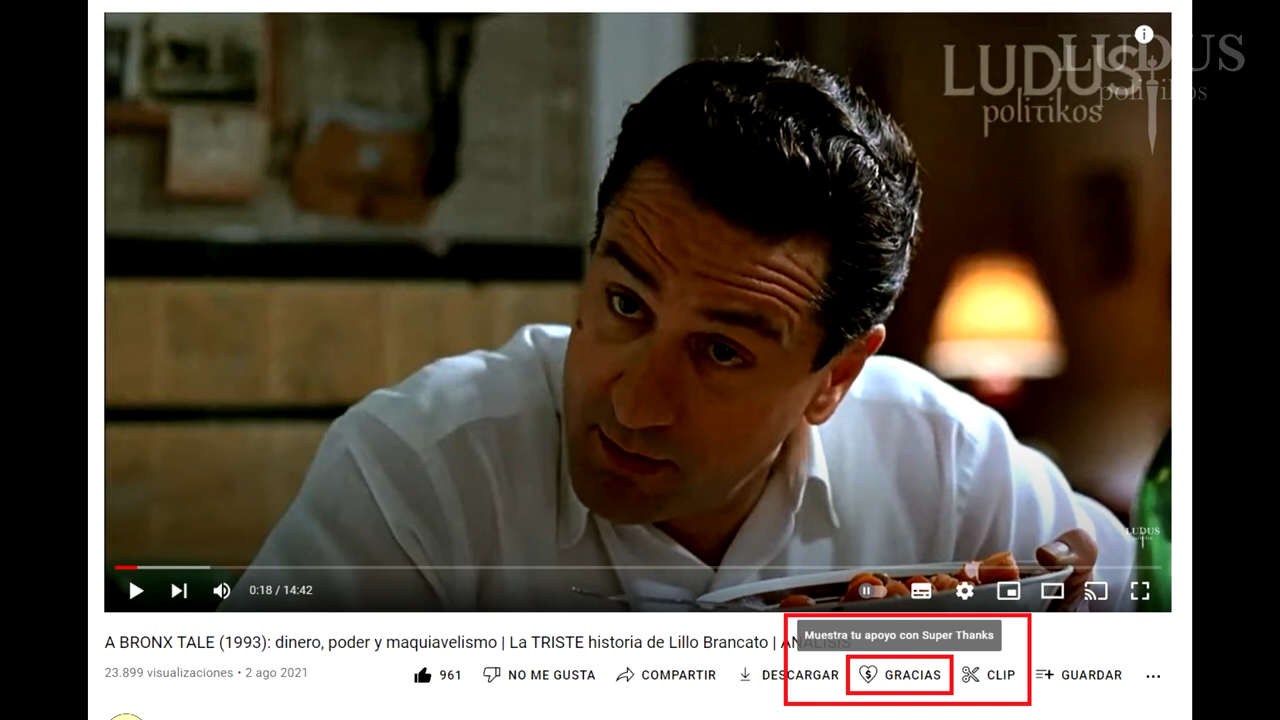 LUDUS
politikos
LUDUS
politikos
LUDUS
0:18 / 14:42
A BRONX TALE (1993): dinero, poder y maquiavelismo | La TRISTE historia de Lillo Brancato | ANÁLISIS
Muestra tu apoyo con Super Thanks
23.899 visualizaciones • 2 ago 2021
961
NO ME GUSTA
COMPARTIR
DESCARGAR
GRACIAS
CLIP
GUARDAR